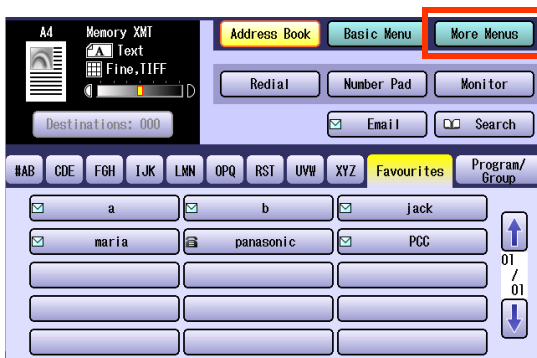 A4 Memory XMT
A Text
Fine,TIFF
Destinations: 000
Address Book Basic Menu More Menus
Redial Number Pad Monitor
Email Search
#AB CDE FGH IJK LMN OPQ RST UVW XYZ Favourites Program/
Group
a b jack
maria panasonic PCC
01
/
01
D